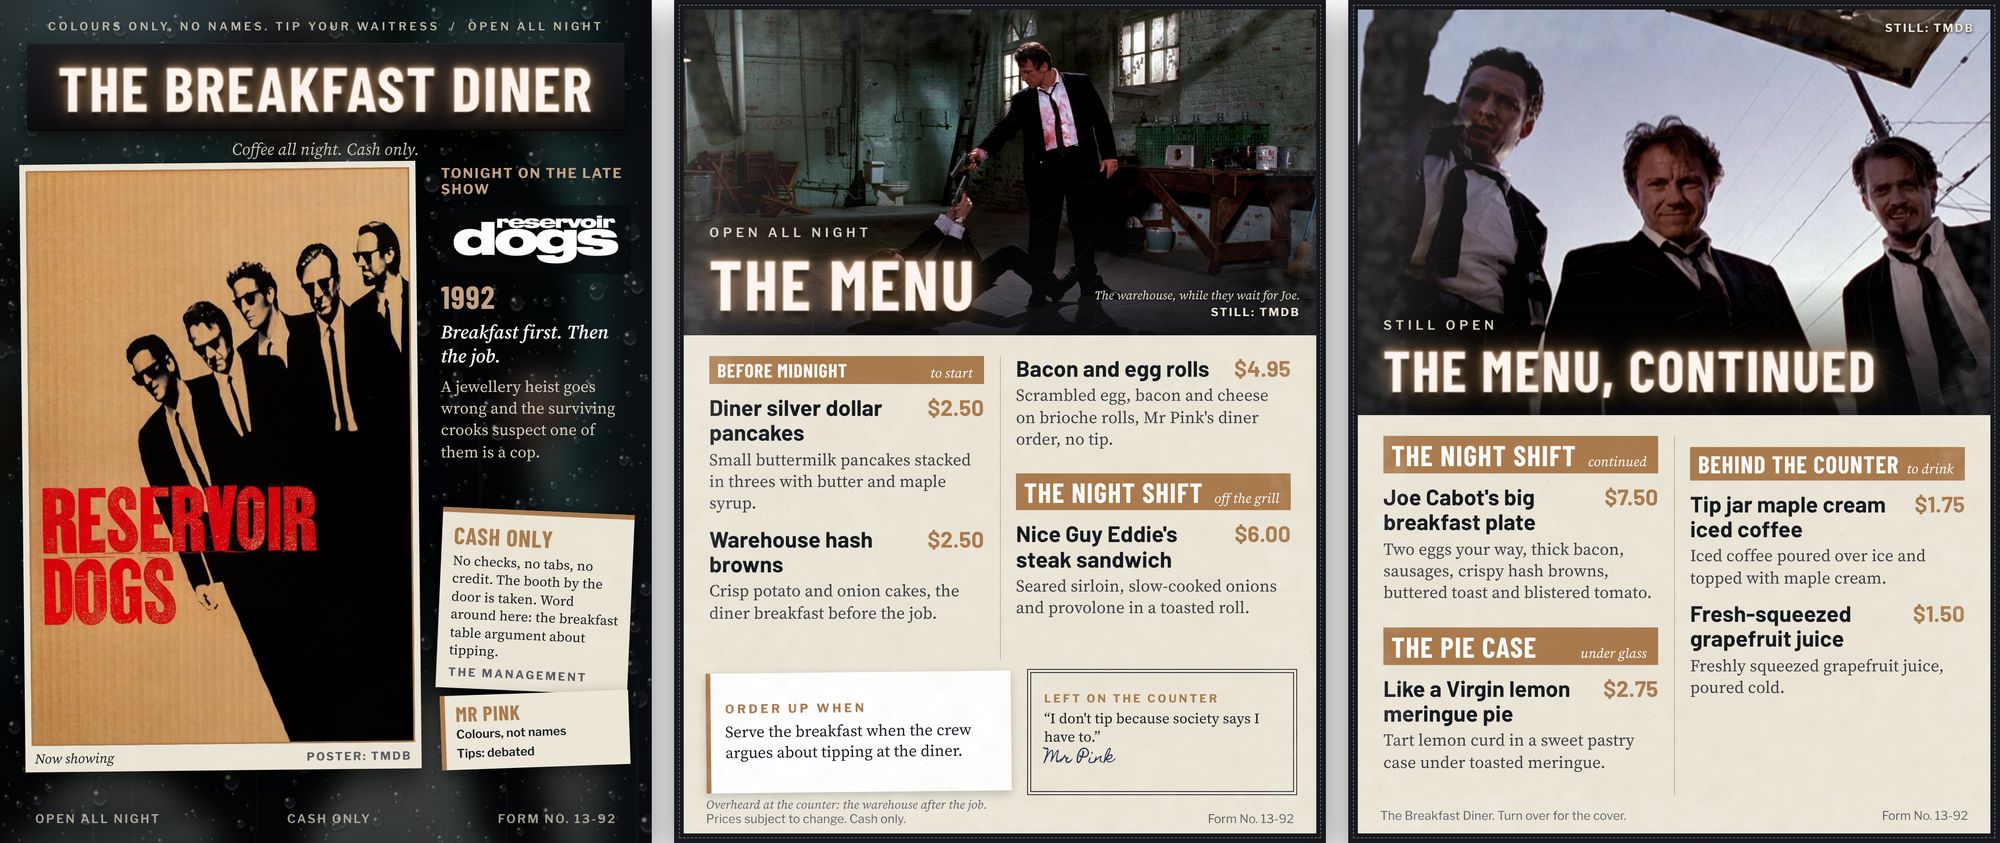 COLOURS ONLY, NO NAMES. TIP YOUR WAITRESS / OPEN ALL NIGHT
THE BREAKFAST DINER
Coffee all night. Cash only.
RESERVOIR
DOGS
Now showing
POSTER: TMDB
TONIGHT ON THE LATE
SHOW
reservoir
dogs
1992
Breakfast first. Then
the job.
A jewellery heist goes
wrong and the surviving
crooks suspect one of
them is a cop.
CASH ONLY
No checks, no tabs, no
credit. The booth by the
door is taken. Word
around here: the breakfast
table argument about
tipping.
THE MANAGEMENT
MR PINK
Colours, not names
Tips: debated
OPEN ALL NIGHT
CASH ONLY
FORM NO. 13-92
OPEN ALL NIGHT
THE MENU
The warehouse, while they wait for Joe.
STILL: TMDB
BEFORE MIDNIGHT to start
Diner silver dollar $2.50
pancakes
Small buttermilk pancakes stacked
in threes with butter and maple
syrup.
Warehouse hash $2.50
browns
Crisp potato and onion cakes, the
diner breakfast before the job.
Bacon and egg rolls $4.95
Scrambled egg, bacon and cheese
on brioche rolls, Mr Pink's diner
order, no tip.
THE NIGHT SHIFT off the grill
Nice Guy Eddie's $6.00
steak sandwich
Seared sirloin, slow-cooked onions
and provolone in a toasted roll.
ORDER UP WHEN
Serve the breakfast when the crew
argues about tipping at the diner.
LEFT ON THE COUNTER
“I don't tip because society says I
have to.”
Mr Pink
Overheard at the counter: the warehouse after the job.
Prices subject to change. Cash only.
Form No. 13-92
STILL: TMDB
STILL OPEN
THE MENU, CONTINUED
THE NIGHT SHIFT continued
Joe Cabot's big $7.50
breakfast plate
Two eggs your way, thick bacon,
sausages, crispy hash browns,
buttered toast and blistered tomato.
THE PIE CASE under glass
Like a Virgin lemon $2.75
meringue pie
Tart lemon curd in a sweet pastry
case under toasted meringue.
BEHIND THE COUNTER to drink
Tip jar maple cream $1.75
iced coffee
Iced coffee poured over ice and
topped with maple cream.
Fresh-squeezed $1.50
grapefruit juice
Freshly squeezed grapefruit juice,
poured cold.
The Breakfast Diner. Turn over for the cover.
Form No. 13-92